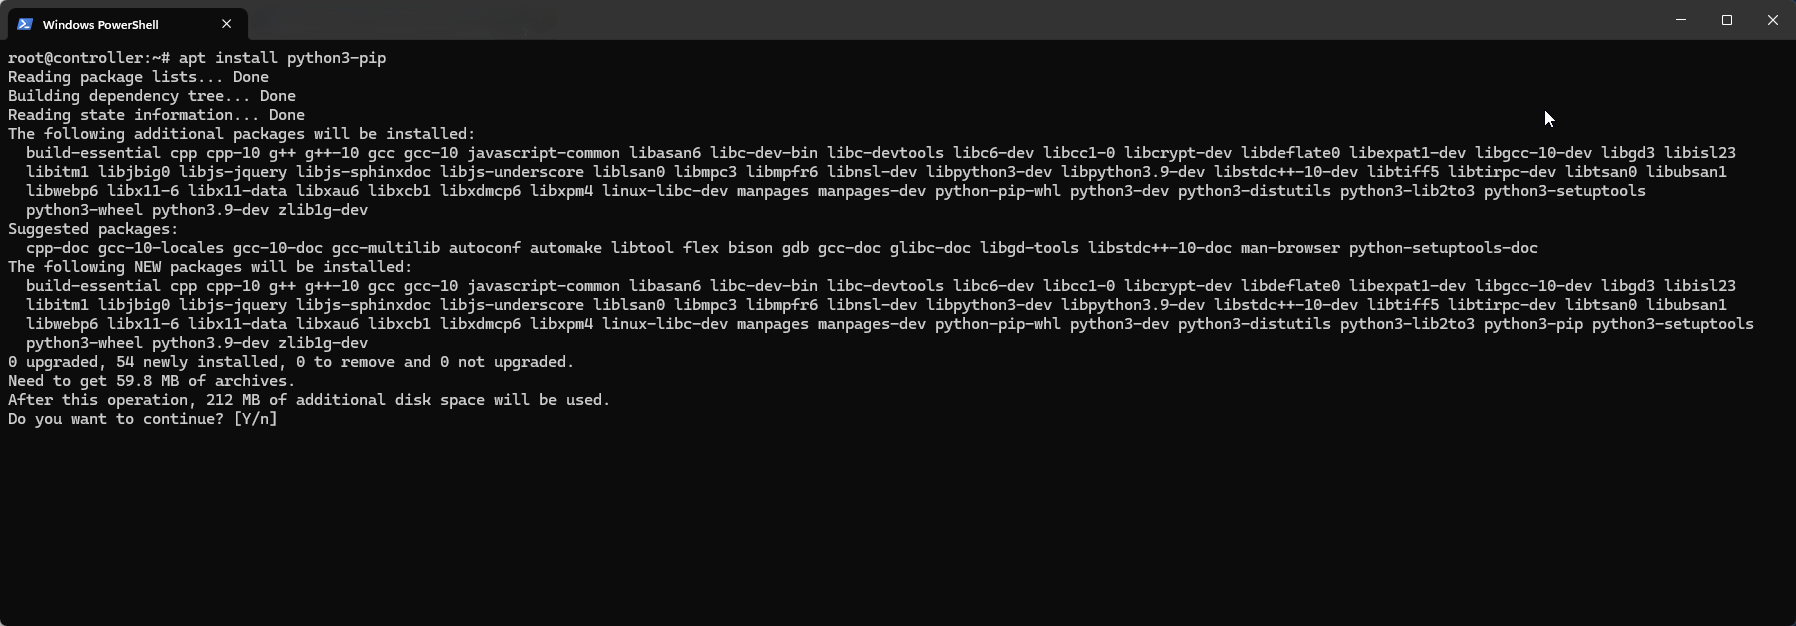 Windows PowerShell
root@controller:~# apt install python3-pip
Reading package lists... Done
Building dependency tree... Done
Reading state information... Done
The following additional packages will be installed:
  build-essential cpp cpp-10 g++ g++-10 gcc gcc-10 javascript-common libasan6 libc-dev-bin libc-devtools libc6-dev libcc1-0 libcrypt-dev libdeflate0 libexpat1-dev libgcc-10-dev libgd3 libisl23
  libitm1 libjbig0 libjs-jquery libjs-sphinxdoc libjs-underscore liblsan0 libmpc3 libmpfr6 libnsl-dev libpython3-dev libpython3.9-dev libstdc++-10-dev libtiff5 libtirpc-dev libtsan0 libubsan1
  libwebp6 libx11-6 libx11-data libxau6 libxcb1 libxdmcp6 libxpm4 linux-libc-dev manpages manpages-dev python-pip-whl python3-dev python3-distutils python3-lib2to3 python3-setuptools
  python3-wheel python3.9-dev zlib1g-dev
Suggested packages:
  cpp-doc gcc-10-locales gcc-10-doc gcc-multilib autoconf automake libtool flex bison gdb gcc-doc glibc-doc libgd-tools libstdc++-10-doc man-browser python-setuptools-doc
The following NEW packages will be installed:
  build-essential cpp cpp-10 g++ g++-10 gcc gcc-10 javascript-common libasan6 libc-dev-bin libc-devtools libc6-dev libcc1-0 libcrypt-dev libdeflate0 libexpat1-dev libgcc-10-dev libgd3 libisl23
  libitm1 libjbig0 libjs-jquery libjs-sphinxdoc libjs-underscore liblsan0 libmpc3 libmpfr6 libnsl-dev libpython3-dev libpython3.9-dev libstdc++-10-dev libtiff5 libtirpc-dev libtsan0 libubsan1
  libwebp6 libx11-6 libx11-data libxau6 libxcb1 libxdmcp6 libxpm4 linux-libc-dev manpages manpages-dev python-pip-whl python3-dev python3-distutils python3-lib2to3 python3-pip python3-setuptools
  python3-wheel python3.9-dev zlib1g-dev
0 upgraded, 54 newly installed, 0 to remove and 0 not upgraded.
Need to get 59.8 MB of archives.
After this operation, 212 MB of additional disk space will be used.
Do you want to continue? [Y/n]